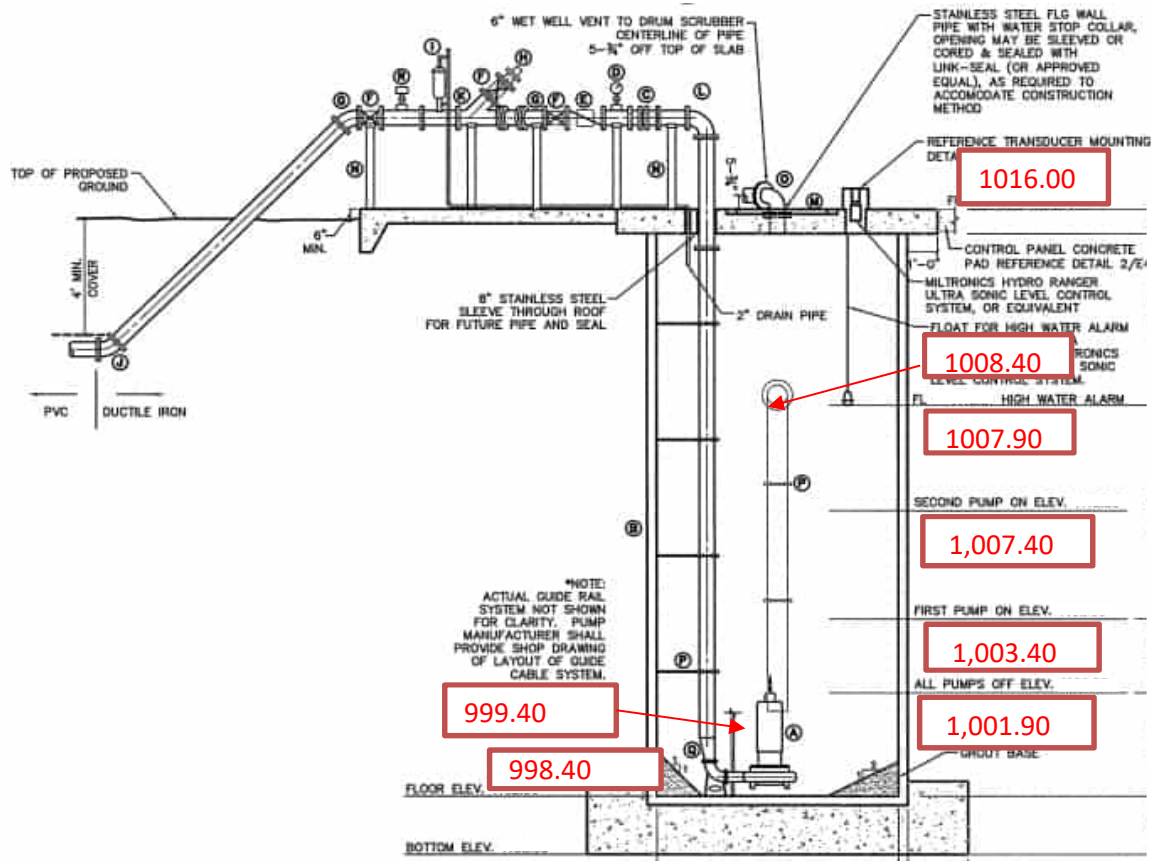 6" WET WELL VENT TO DRUM SCRUBBER
CENTERLINE OF PIPE
5-¾" OFF TOP OF SLAB
STAINLESS STEEL FLG WALL
PIPE WITH WATER STOP COLLAR,
OPENING MAY BE SLEEVED OR
CORED & SEALED WITH
LINK-SEAL (OR APPROVED
EQUAL), AS REQUIRED TO
ACCOMODATE CONSTRUCTION
METHOD
I
H
F
R
K
G
F
E
D
C
L
G
F
REFERENCE TRANSDUCER MOUNTING
1016.00
TOP OF PROPOSED
GROUND
N
N
O
M
6"
MIN.
4' MIN.
COVER
1'-0"
CONTROL PANEL CONCRETE
PAD REFERENCE DETAIL
MILTRONICS HYDRO RANGER
ULTRA SONIC LEVEL CONTROL
SYSTEM, OR EQUIVALENT
8" STAINLESS STEEL
SLEEVE THROUGH ROOF
FOR FUTURE PIPE AND SEAL
2" DRAIN PIPE
FLOAT FOR HIGH WATER ALARM
1008.40
SONIC
LEVEL CONTROL SYSTEM.
J
PVC
DUCTILE IRON
HIGH WATER ALARM
1007.90
P
SECOND PUMP ON ELEV.
1,007.40
B
*NOTE:
ACTUAL GUIDE RAIL
SYSTEM NOT SHOWN
FOR CLARITY. PUMP
MANUFACTURER SHALL
PROVIDE SHOP DRAWING
OF LAYOUT OF GUIDE
CABLE SYSTEM.
FIRST PUMP ON ELEV.
1,003.40
P
ALL PUMPS OFF ELEV.
1,001.90
999.40
A
Q
998.40
GROUT BASE
FLOOR ELEV.
BOTTOM ELEV.